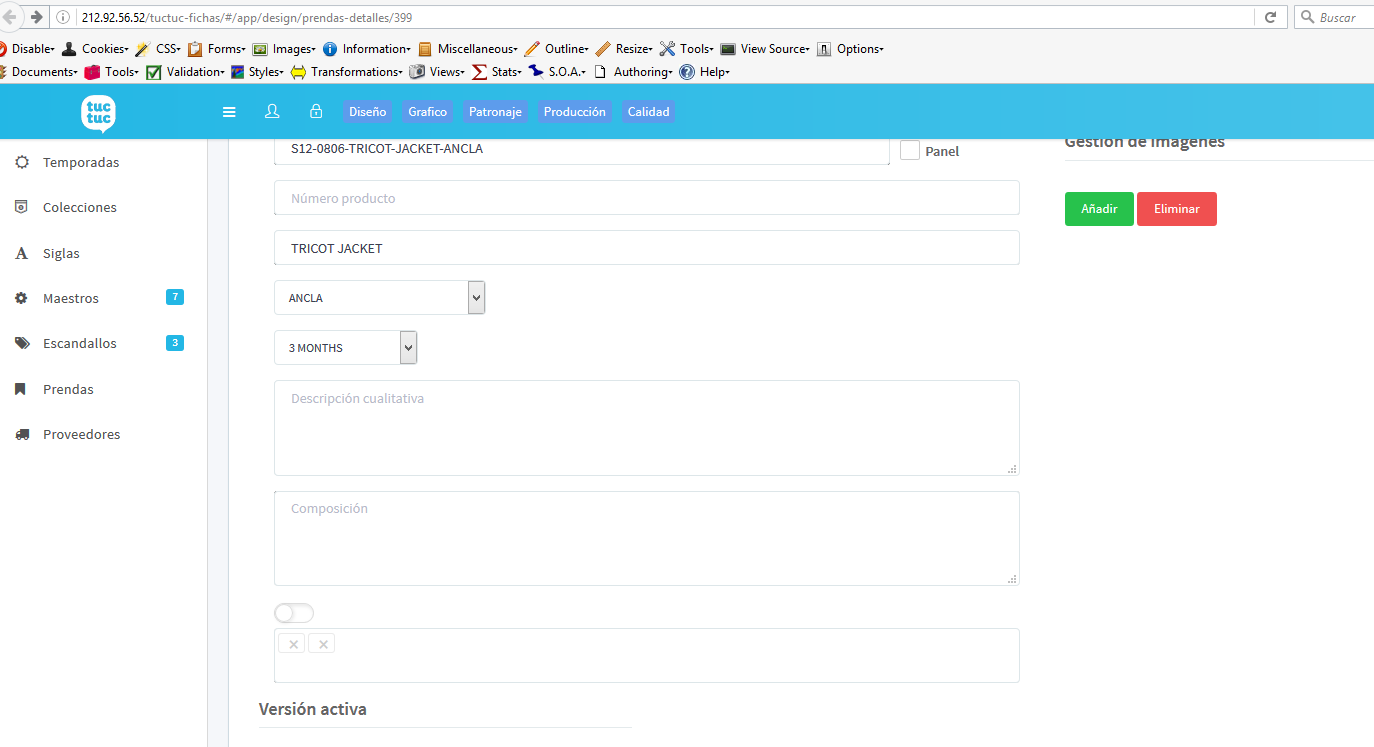 212.92.56.52/tuctuc-fichas/#/app/design/prendas-detalles/399
Buscar
Disable Cookies CSS Forms Images Information Miscellaneous Outline Resize Tools View Source Options
Documents Tools Validation Styles Transformations Views Stats S.O.A. Authoring Help
tuc
tuc
Diseño Grafico Patronaje Producción Calidad
Temporadas
Colecciones
Siglas
Maestros 7
Escandallos 3
Prendas
Proveedores
S12-0806-TRICOT-JACKET-ANCLA
Panel
Número producto
TRICOT JACKET
ANCLA
3 MONTHS
Descripción cualitativa
Composición
Versión activa
Gestión de imágenes
Añadir Eliminar